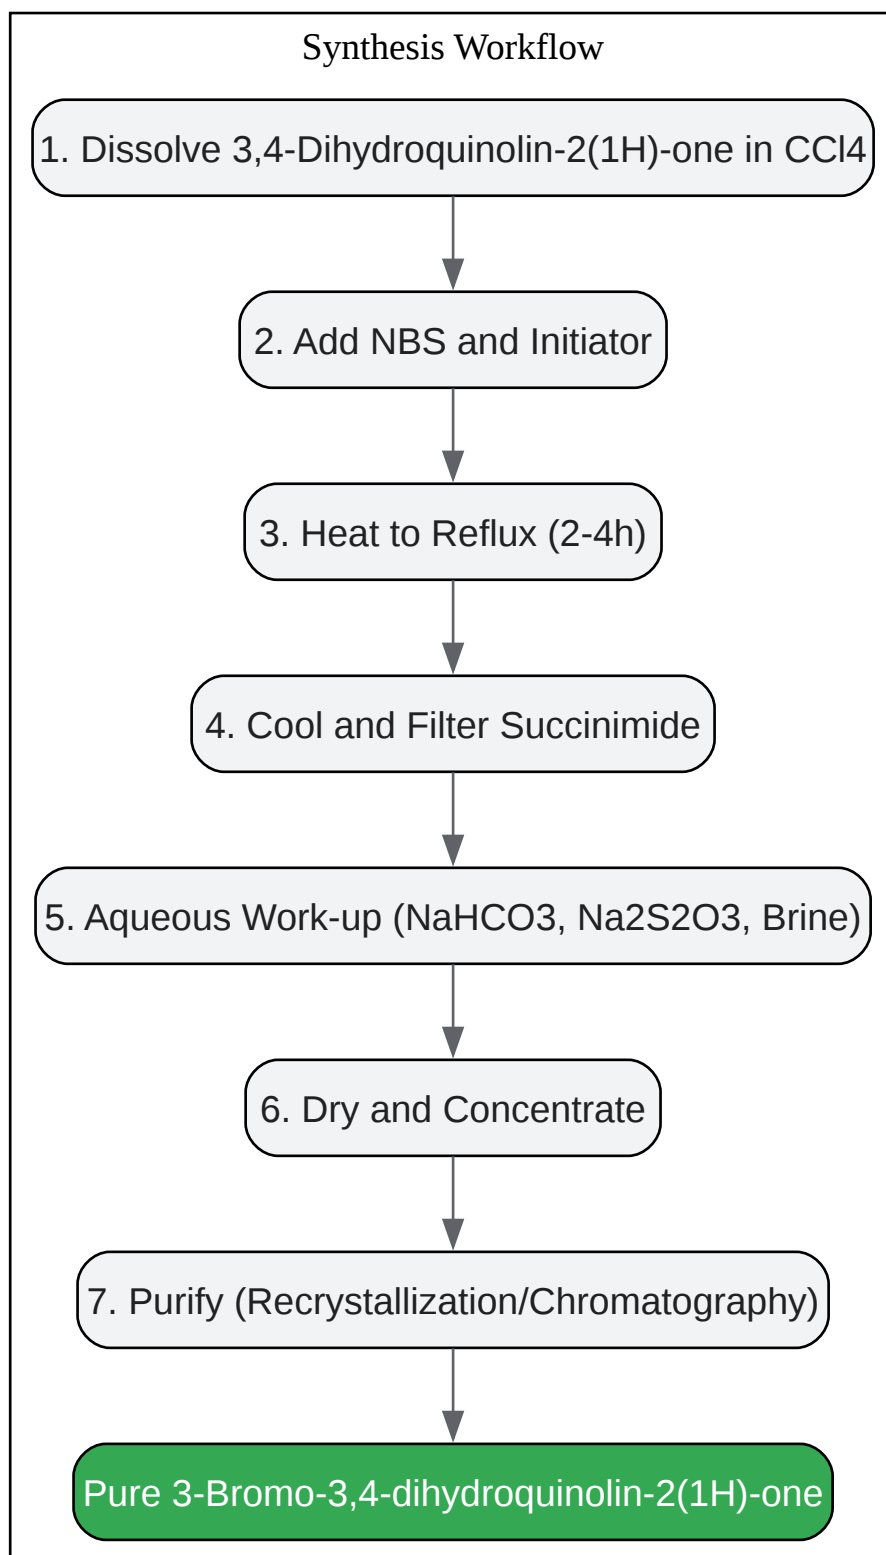 Synthesis Workflow
1. Dissolve 3,4-Dihydroquinolin-2(1H)-one in CCl4
2. Add NBS and Initiator
3. Heat to Reflux (2-4h)
4. Cool and Filter Succinimide
5. Aqueous Work-up (NaHCO3, Na2S2O3, Brine)
6. Dry and Concentrate
7. Purify (Recrystallization/Chromatography)
Pure 3-Bromo-3,4-dihydroquinolin-2(1H)-one